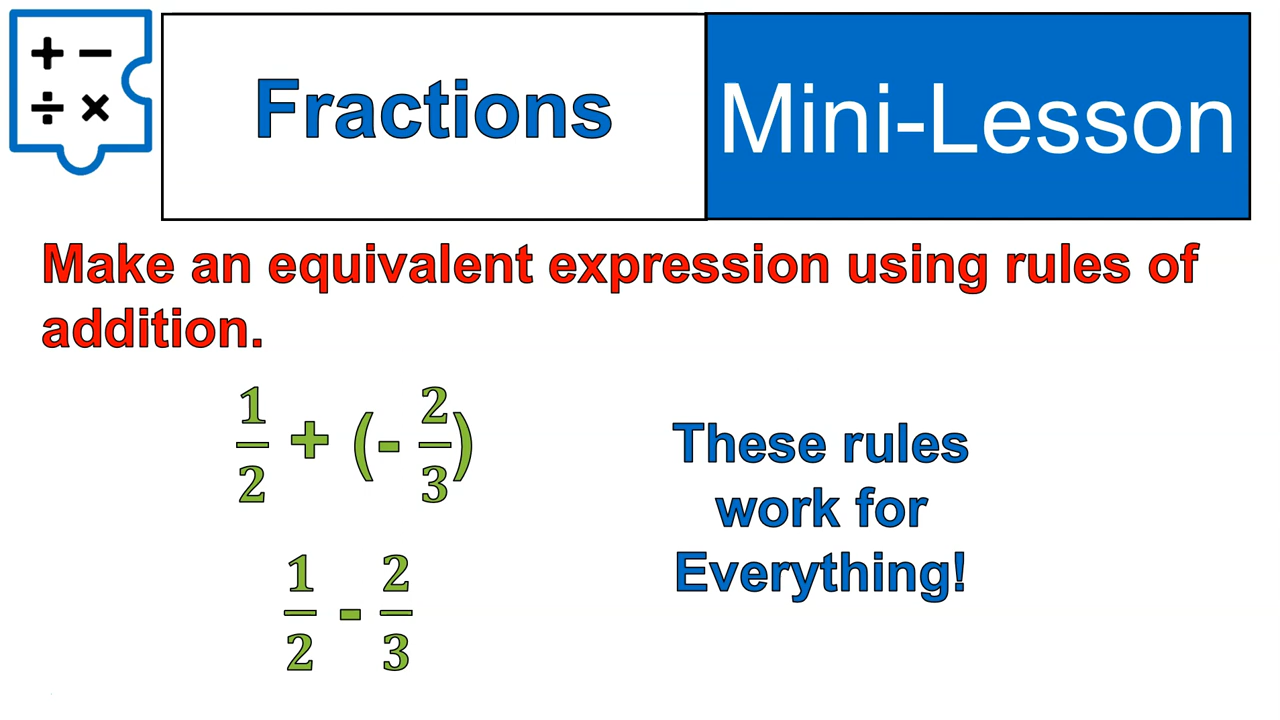 + −
÷ ×
Fractions
Mini-Lesson
Make an equivalent expression using rules of
addition.
1/2 + (- 2/3)
1/2 - 2/3
These rules
work for
Everything!